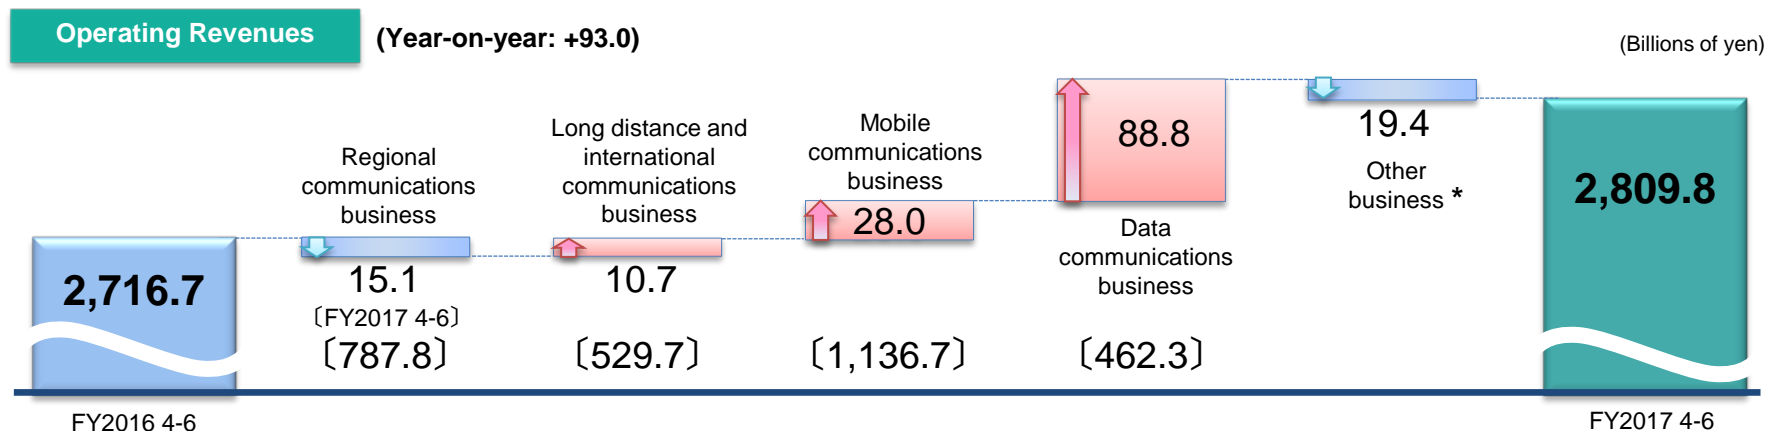 Operating Revenues
(Year-on-year: +93.0)
(Billions of yen)
2,716.7
FY2016 4-6
Regional
communications
business
15.1
〔FY2017 4-6〕
〔787.8〕
Long distance and
international
communications
business
10.7
〔529.7〕
Mobile
communications
business
28.0
〔1,136.7〕
88.8
Data
communications
business
〔462.3〕
19.4
Other
business *
2,809.8
FY2017 4-6